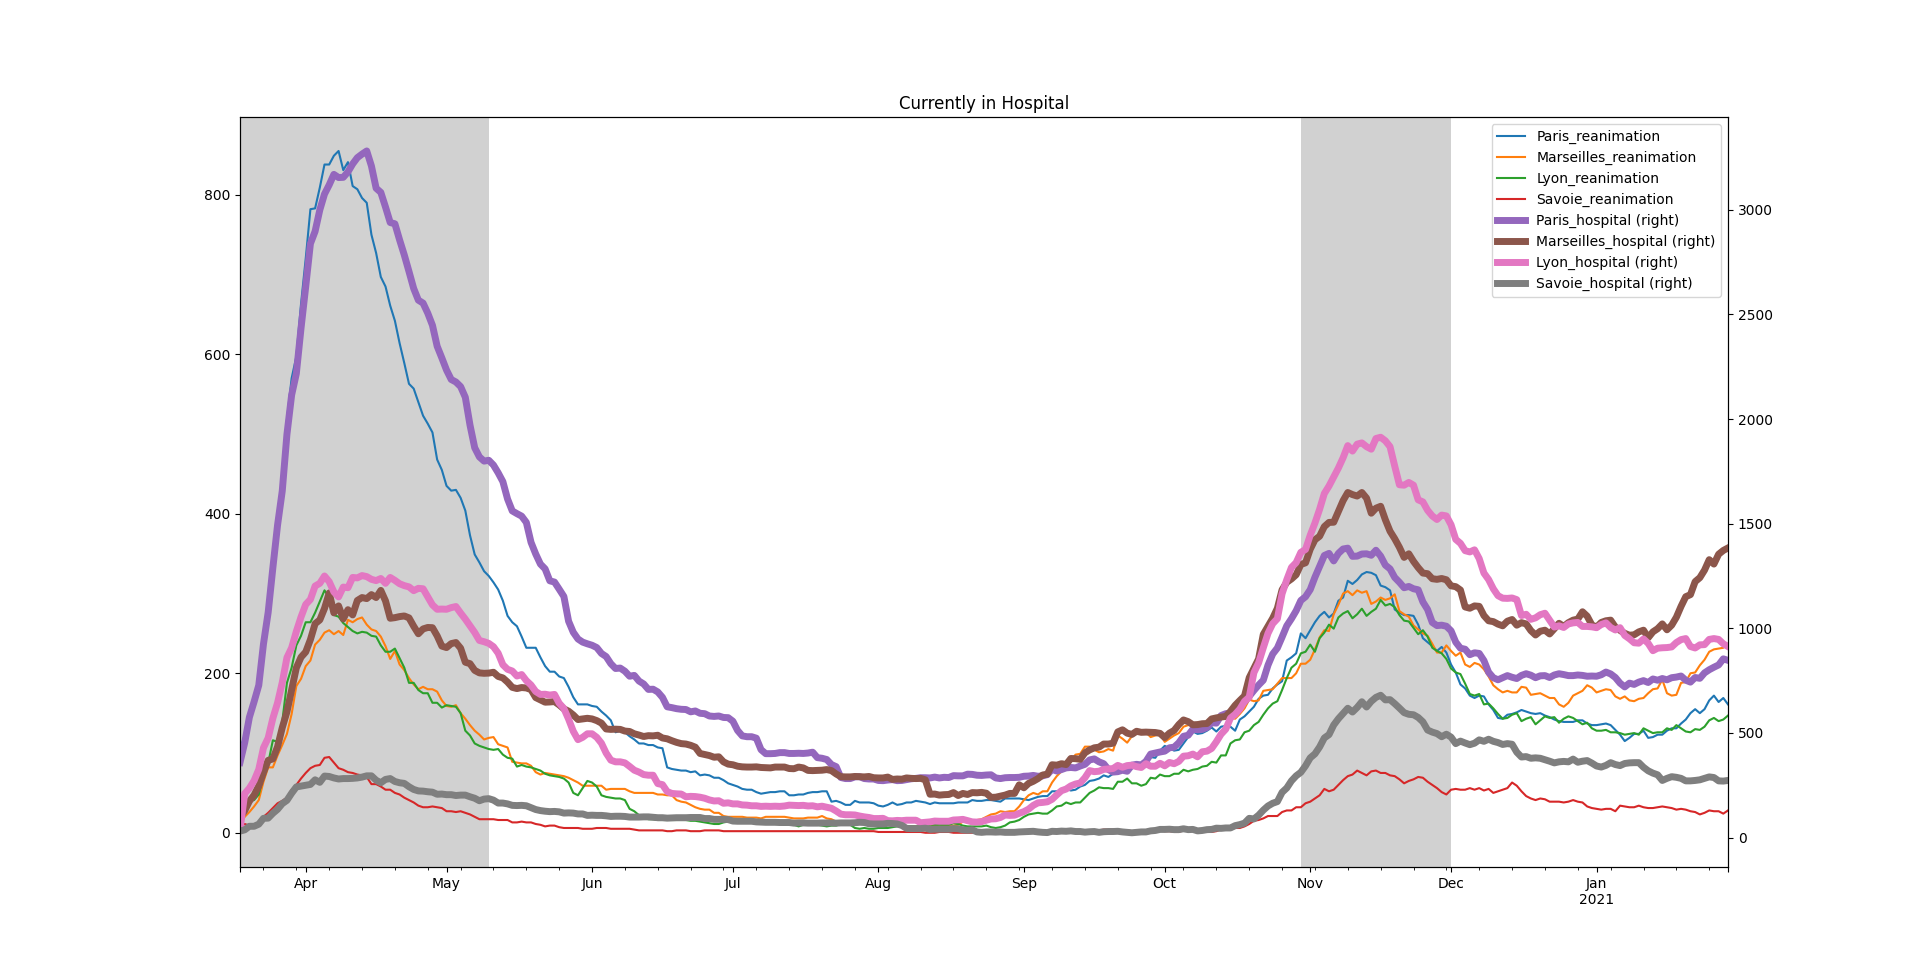 Currently in Hospital
Paris_reanimation
Marseilles_reanimation
Lyon_reanimation
Savoie_reanimation
Paris_hospital (right)
Marseilles_hospital (right)
Lyon_hospital (right)
Savoie_hospital (right)
800
600
400
200
0
3000
2500
2000
1500
1000
500
0
Apr May Jun Jul Aug Sep Oct Nov Dec Jan
2021